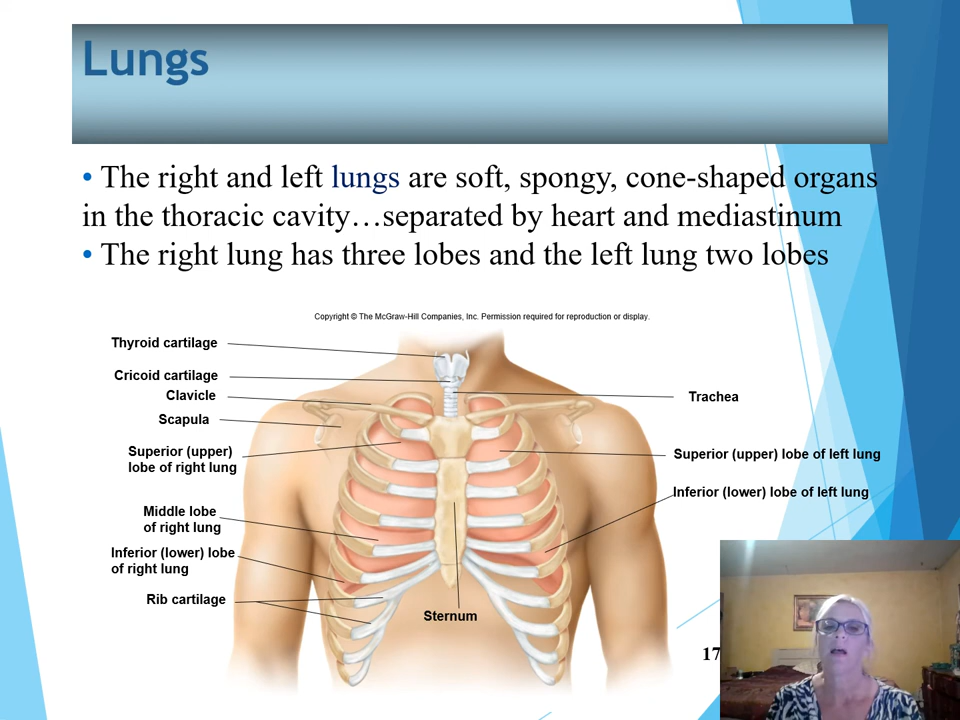 Lungs
• The right and left lungs are soft, spongy, cone-shaped organs
in the thoracic cavity…separated by heart and mediastinum
• The right lung has three lobes and the left lung two lobes
Copyright © The McGraw-Hill Companies, Inc. Permission required for reproduction or display.
Thyroid cartilage
Cricoid cartilage
Clavicle
Trachea
Scapula
Superior (upper)
lobe of right lung
Superior (upper) lobe of left lung
Inferior (lower) lobe of left lung
Middle lobe
of right lung
Inferior (lower) lobe
of right lung
Rib cartilage
Sternum
17